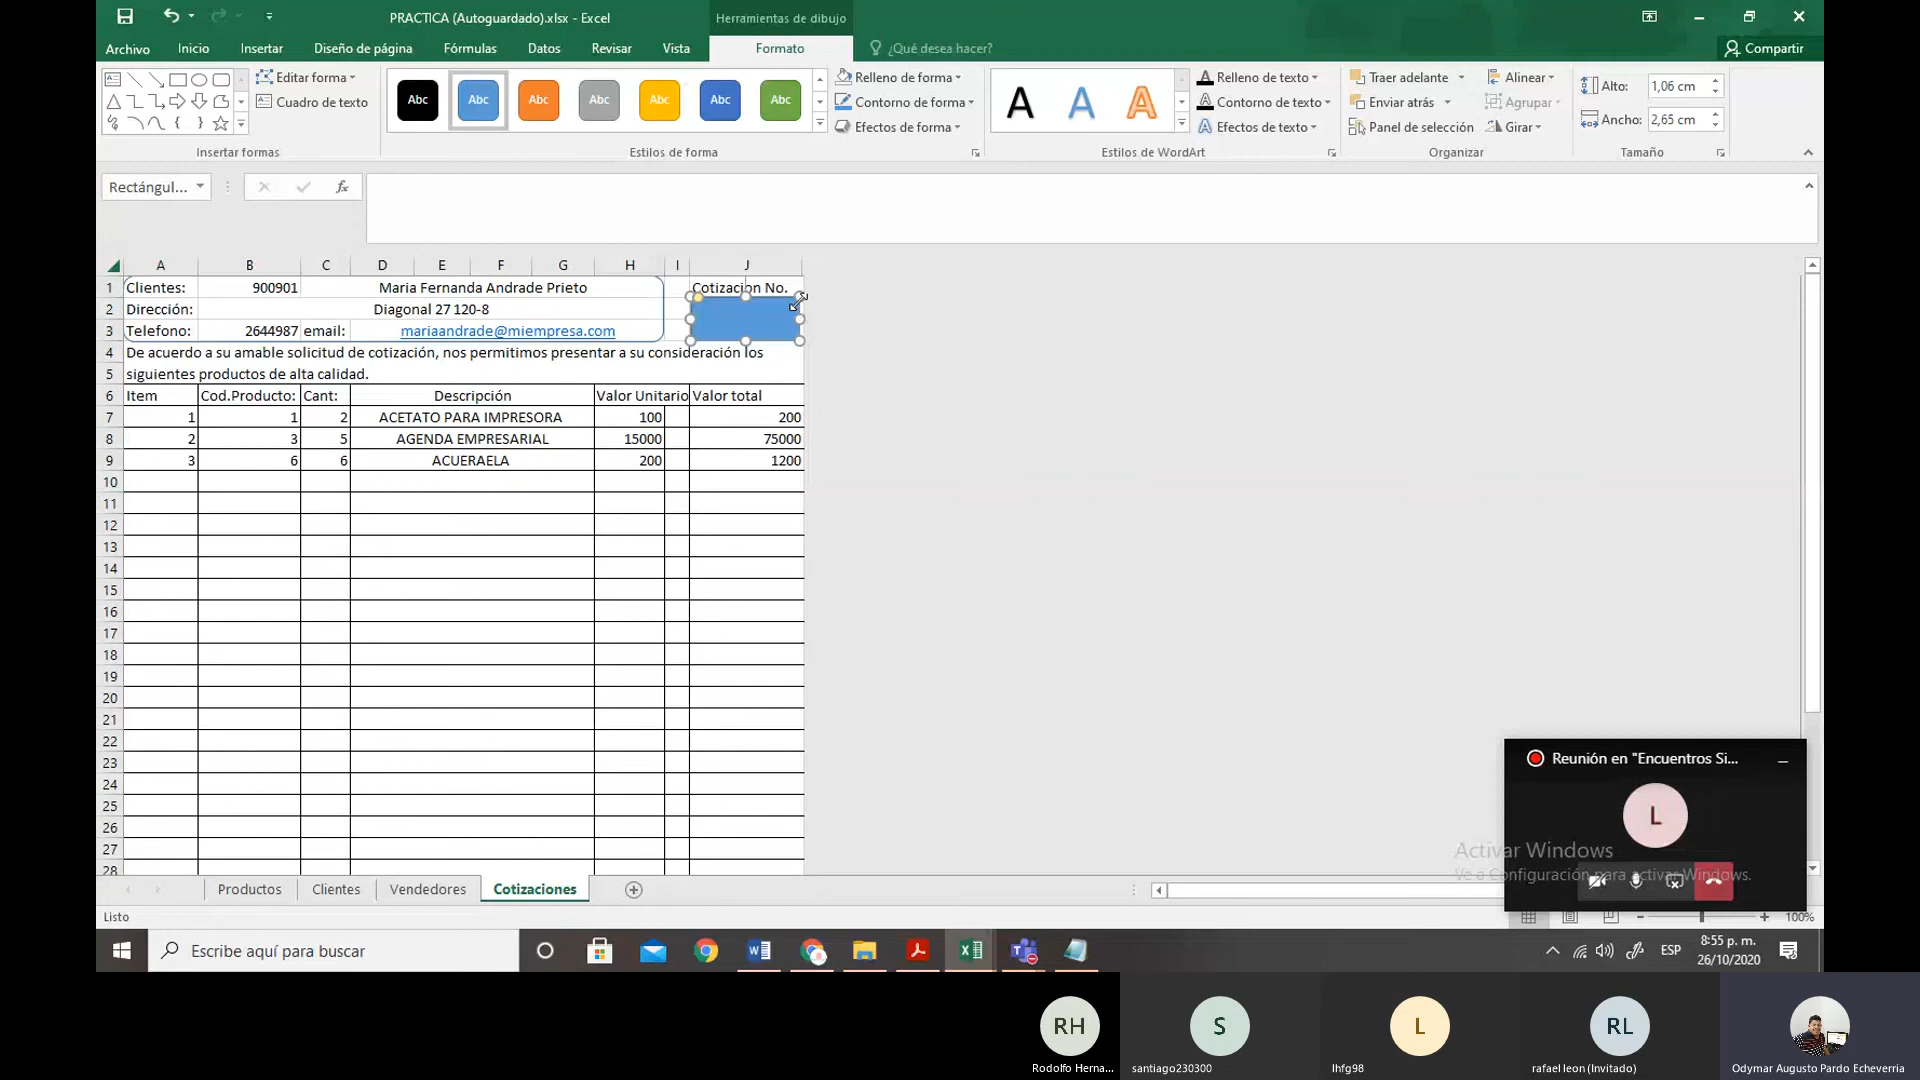 PRACTICA (Autoguardado).xlsx - Excel
Herramientas de dibujo
Archivo
Inicio
Insertar
Diseño de página
Fórmulas
Datos
Revisar
Vista
Formato
¿Qué desea hacer?
Compartir
Editar forma
Cuadro de texto
Insertar formas
Abc Abc Abc Abc Abc Abc Abc
Relleno de forma
Contorno de forma
Efectos de forma
Estilos de forma
A A A
Relleno de texto
Contorno de texto
Efectos de texto
Estilos de WordArt
Traer adelante
Enviar atrás
Panel de selección
Alinear
Agrupar
Girar
Organizar
Alto: 1,06 cm
Ancho: 2,65 cm
Tamaño
Rectángul...
fx
A B C D E F G H I J
1 Clientes: 900901 Maria Fernanda Andrade Prieto Cotizacion No.
2 Dirección: Diagonal 27 120-8
3 Telefono: 2644987 email: mariaandrade@miempresa.com
4 De acuerdo a su amable solicitud de cotización, nos permitimos presentar a su consideración los
5 siguientes productos de alta calidad.
6 Item Cod.Producto: Cant: Descripción Valor Unitario Valor total
7 1 1 2 ACETATO PARA IMPRESORA 100 200
8 2 3 5 AGENDA EMPRESARIAL 15000 75000
9 3 6 6 ACUERAELA 200 1200
10
11
12
13
14
15
16
17
18
19
20
21
22
23
24
25
26
27
28
Productos
Clientes
Vendedores
Cotizaciones
Listo
100%
Reunión en "Encuentros Si...
L
Activar Windows
Ve a Configuración para activar Windows.
Escribe aquí para buscar
ESP
8:55 p. m.
26/10/2020
RH
S
L
RL
Rodolfo Herna...
santiago230300
lhfg98
rafael leon (Invitado)
Odymar Augusto Pardo Echeverria